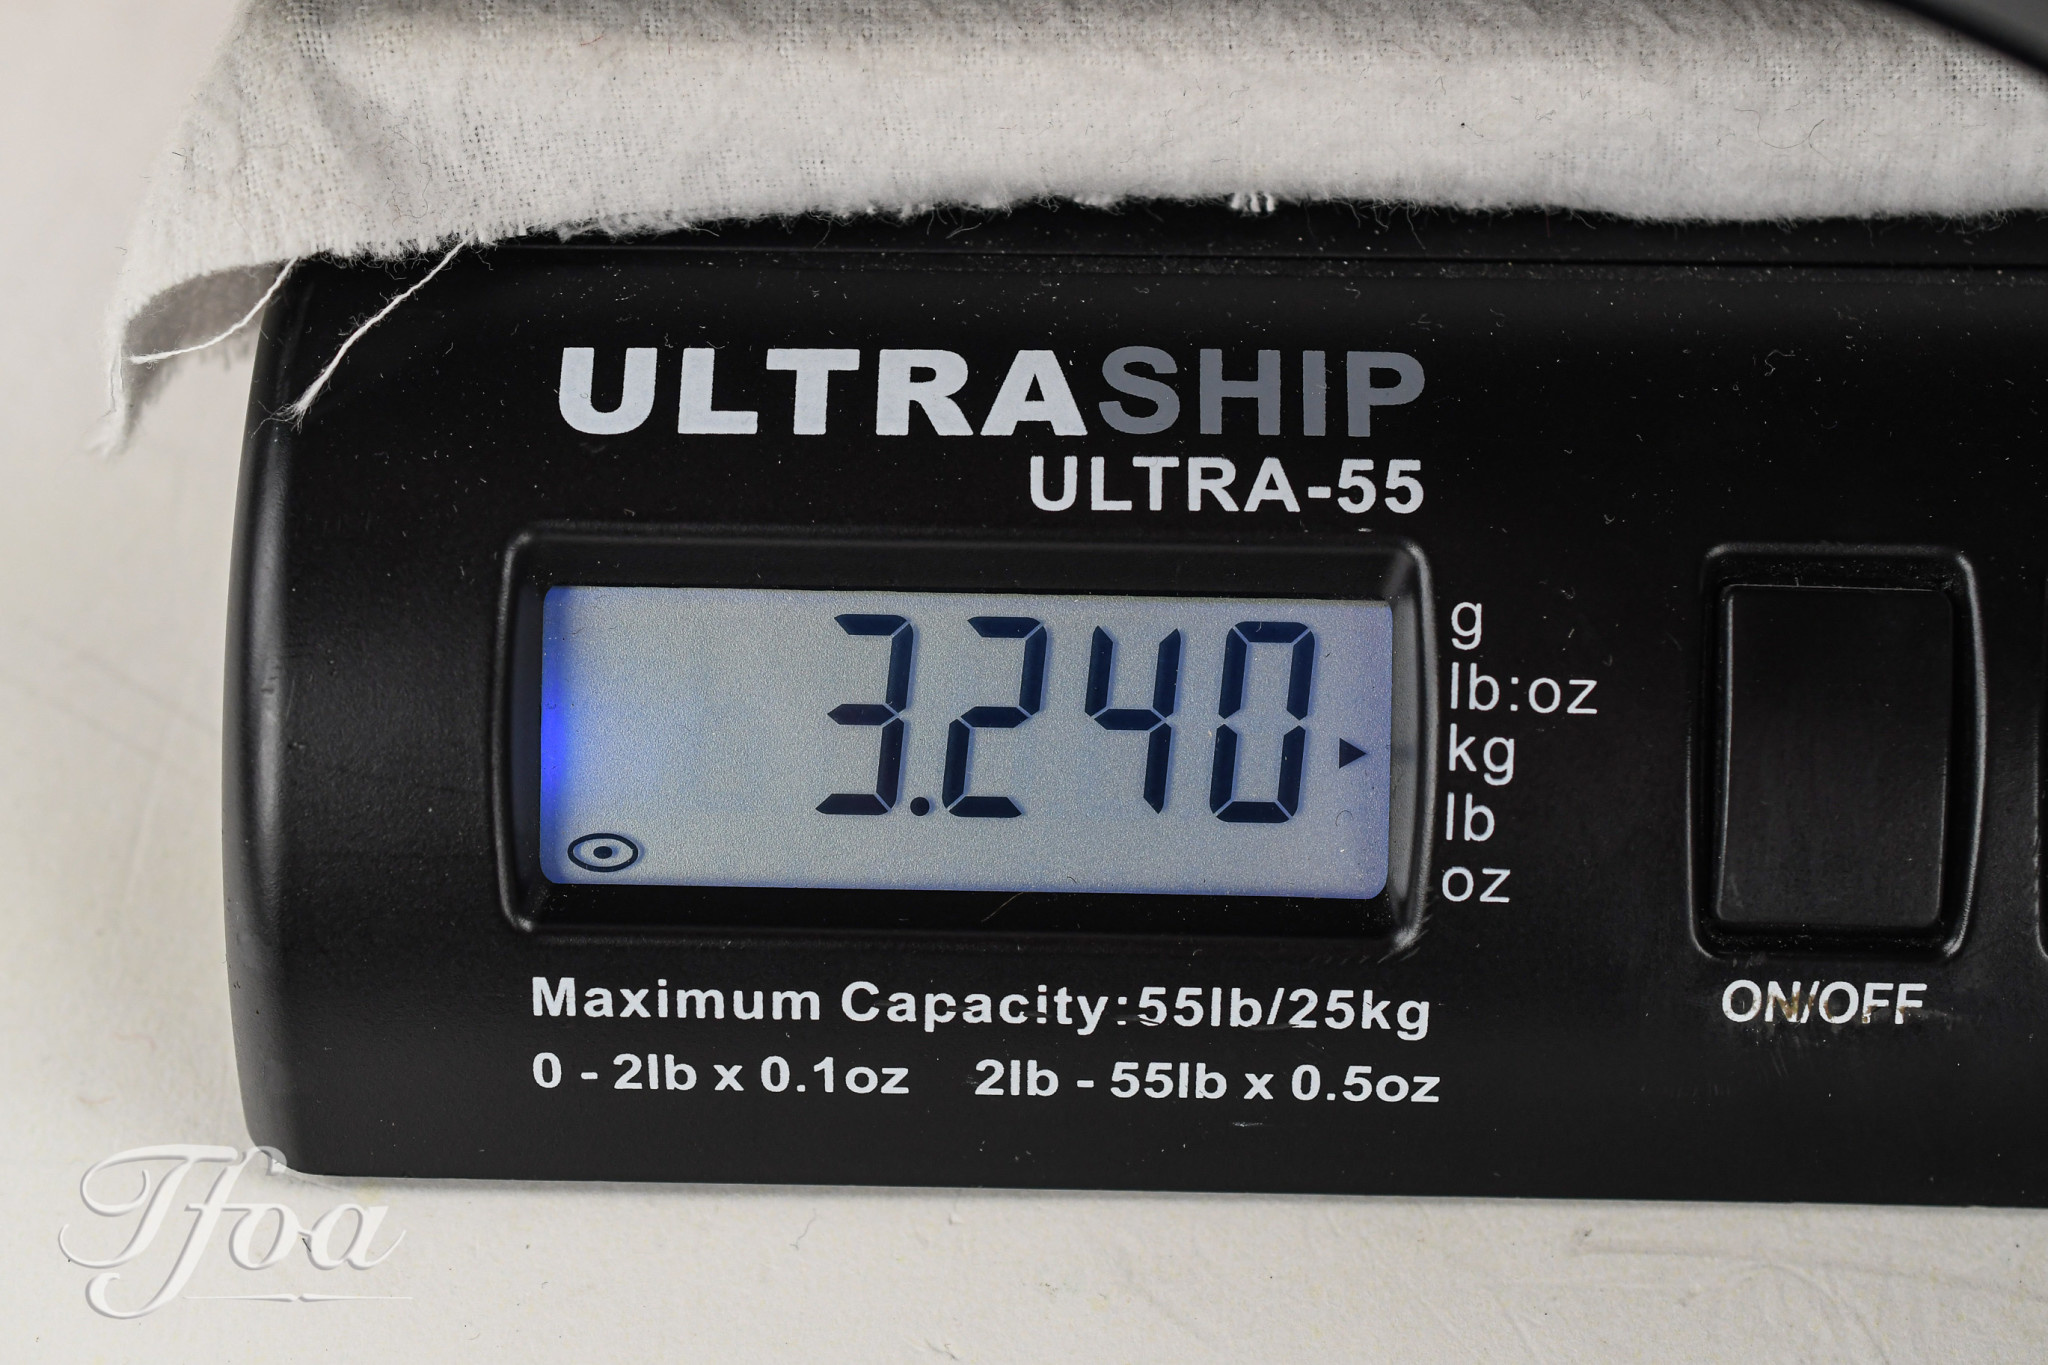 ULTRASHIP
ULTRA-55
3.240
g
lb:oz
kg
lb
oz
ON/OFF
Maximum Capacity:55lb/25kg
0 - 2lb x 0.1oz 2lb - 55lb x 0.5oz
Tfoa